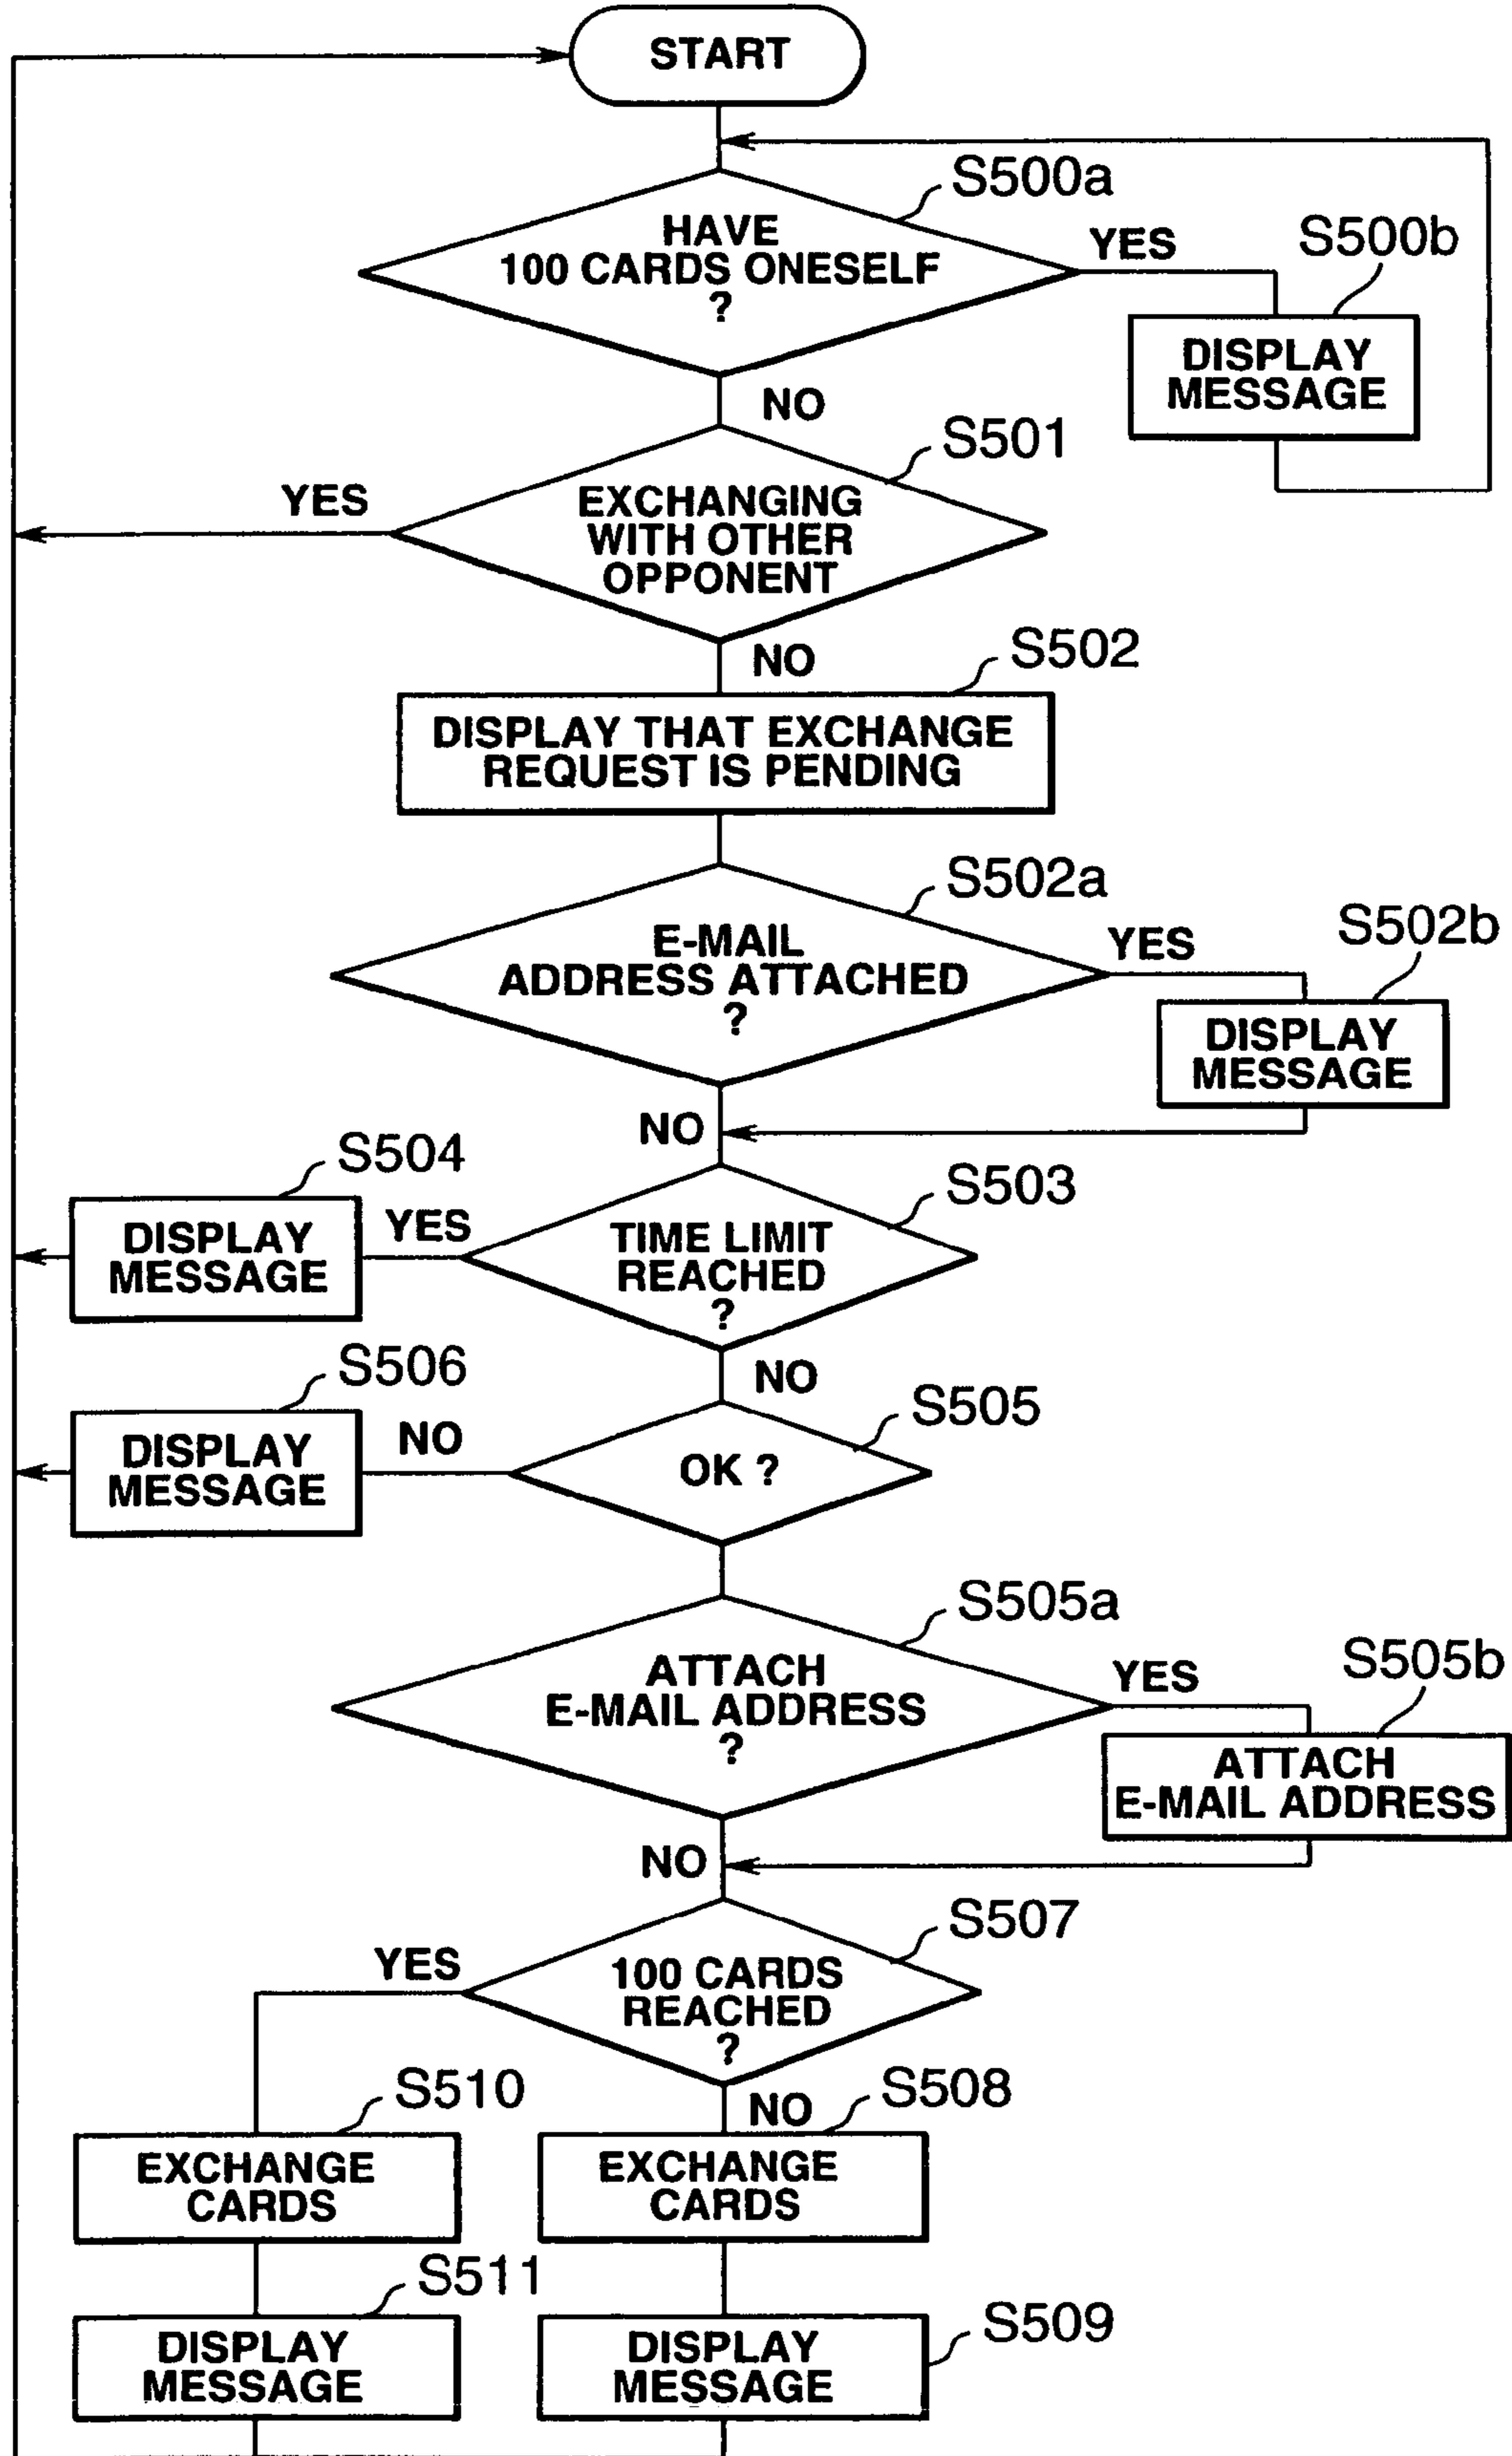 START
S500a
HAVE
100 CARDS ONESELF
?
YES
S500b
DISPLAY
MESSAGE
NO
S501
YES
EXCHANGING
WITH OTHER
OPPONENT
NO
S502
DISPLAY THAT EXCHANGE
REQUEST IS PENDING
S502a
E-MAIL
ADDRESS ATTACHED
?
YES
S502b
DISPLAY
MESSAGE
NO
S504
DISPLAY
MESSAGE
YES
S503
TIME LIMIT
REACHED
?
NO
S506
DISPLAY
MESSAGE
NO
S505
OK ?
S505a
ATTACH
E-MAIL ADDRESS
?
YES
S505b
ATTACH
E-MAIL ADDRESS
NO
S507
YES
100 CARDS
REACHED
?
S510
NO
S508
EXCHANGE
CARDS
EXCHANGE
CARDS
S511
DISPLAY
MESSAGE
DISPLAY
MESSAGE
S509